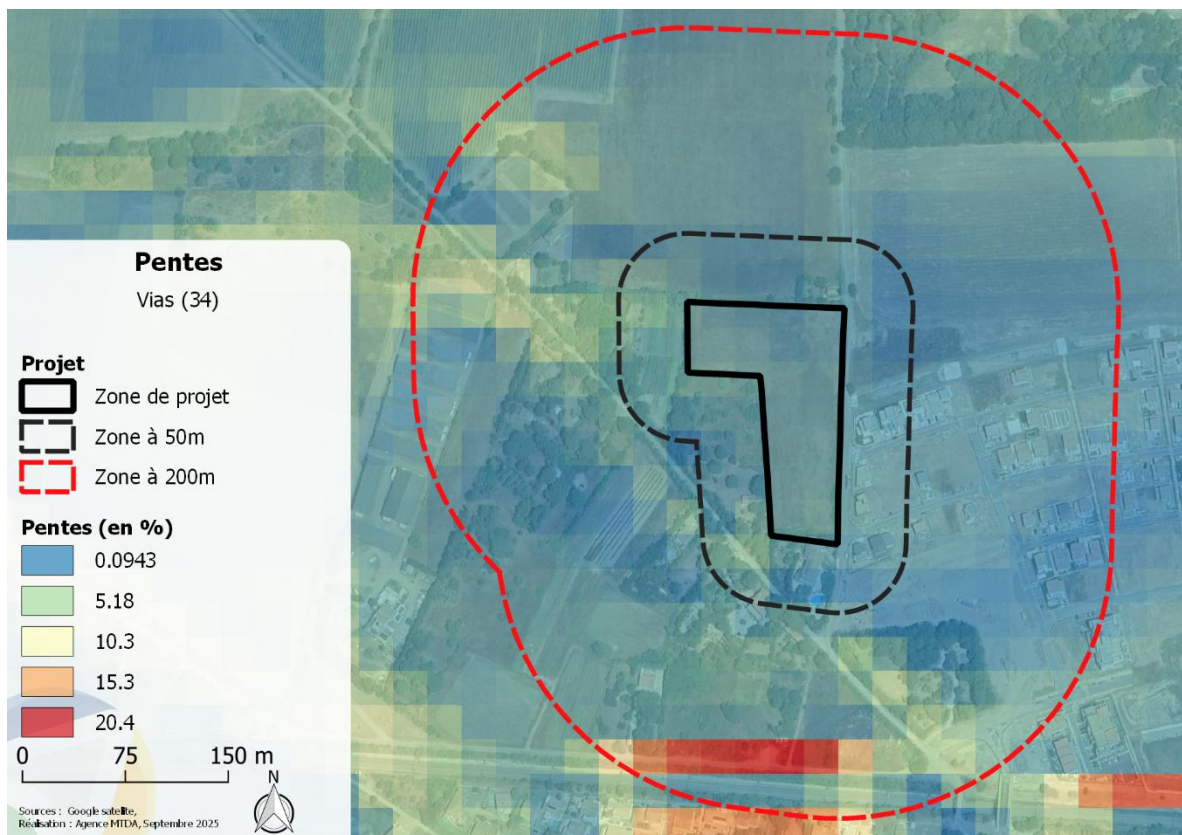 Pentes
Vias (34)
Projet
Zone de projet
Zone à 50m
Zone à 200m
Pentes (en %)
0.0943
5.18
10.3
15.3
20.4
0 75 150 m
N
Sources : Google satelite,
Réalisation : Agence MTDA, Septembre 2025